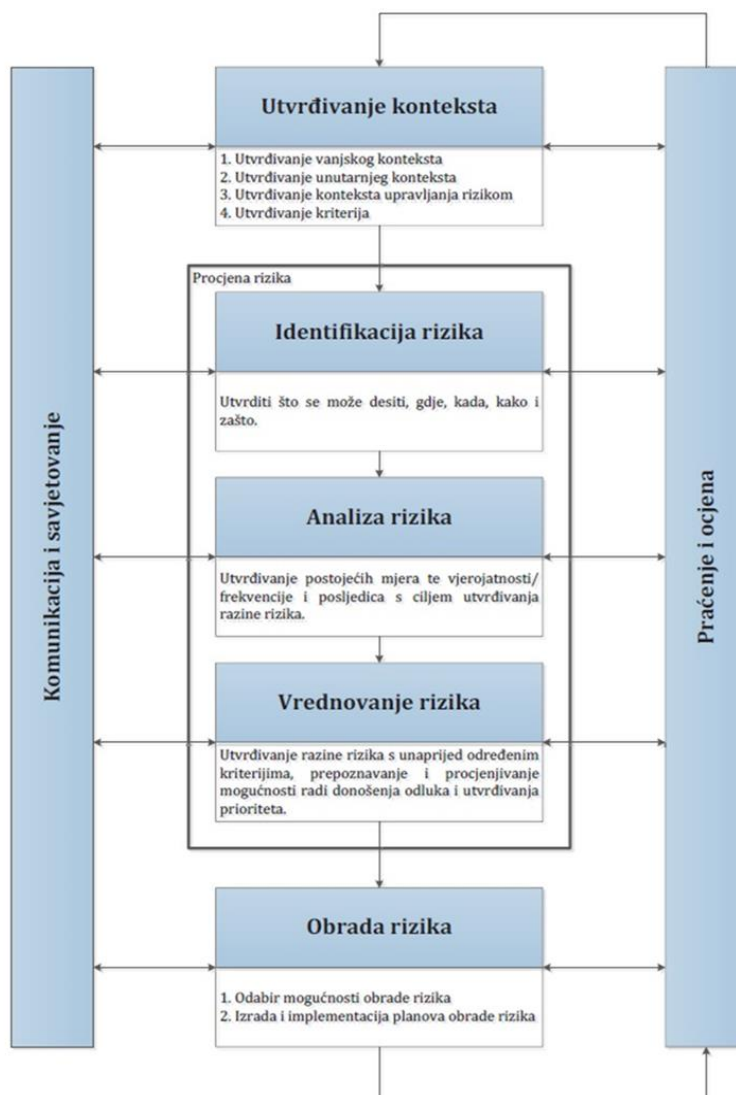 Komunikacija i savjetovanje
Utvrđivanje konteksta
1. Utvrđivanje vanjskog konteksta
2. Utvrđivanje unutarnjeg konteksta
3. Utvrđivanje konteksta upravljanja rizikom
4. Utvrđivanje kriterija
Procjena rizika
Identifikacija rizika
Utvrditi što se može desiti, gdje, kada, kako i
zašto.
Analiza rizika
Utvrđivanje postojećih mjera te vjerojatnosti/
frekvencije i posljedica s ciljem utvrđivanja
razine rizika.
Vrednovanje rizika
Utvrđivanje razine rizika s unaprijed određenim
kriterijima, prepoznavanje i procjenjivanje
mogućnosti radi donošenja odluka i utvrđivanja
prioriteta.
Obrada rizika
1. Odabir mogućnosti obrade rizika
2. Izrada i implementacija planova obrade rizika
Praćenje i ocjena